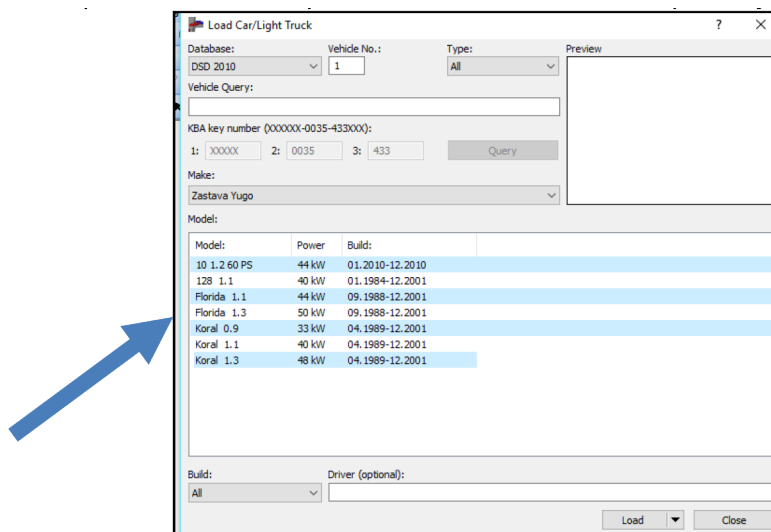 Load Car/Light Truck ? ×
Database: Vehicle No.: Type: Preview
DSD 2010 1 All
Vehicle Query:
KBA key number (XXXXXX-0035-433XXX):
1: XXXXX 2: 0035 3: 433 Query
Make:
Zastava Yugo
Model:
Model: Power Build:
10 1.2 60 PS 44 kW 01.2010-12.2010
128 1.1 40 kW 01.1984-12.2001
Florida 1.1 44 kW 09.1988-12.2001
Florida 1.3 50 kW 09.1988-12.2001
Koral 0.9 33 kW 04.1989-12.2001
Koral 1.1 40 kW 04.1989-12.2001
Koral 1.3 48 kW 04.1989-12.2001
Build: Driver (optional):
All
Load Close